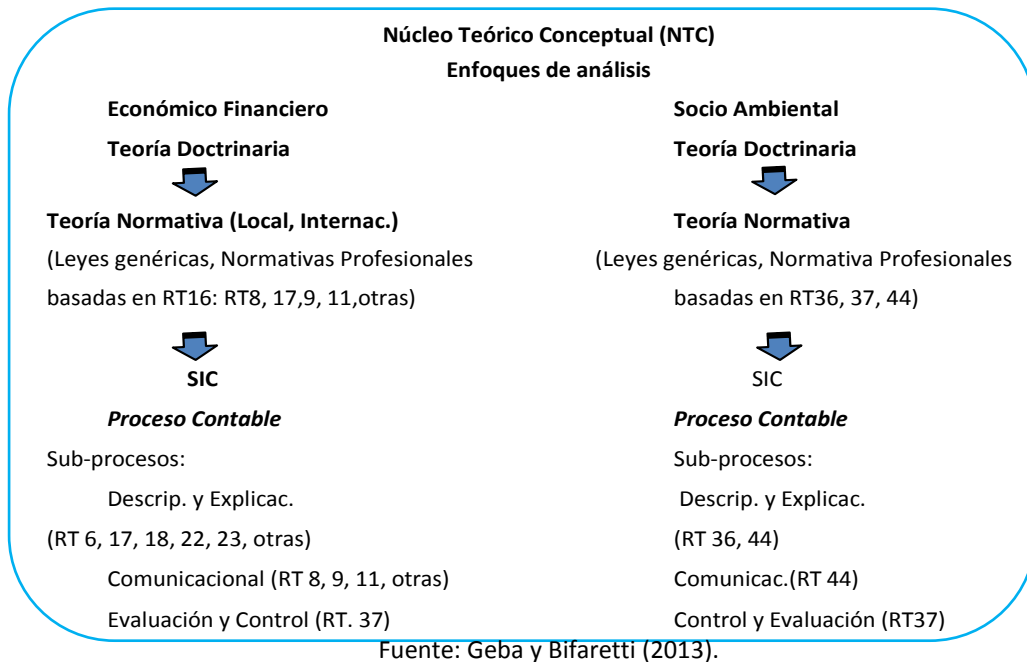 Núcleo Teórico Conceptual (NTC)
Enfoques de análisis
Económico Financiero
Teoría Doctrinaria
Teoría Normativa (Local, Internac.)
(Leyes genéricas, Normativas Profesionales
basadas en RT16: RT8, 17,9, 11,otras)
SIC
Proceso Contable
Sub-procesos:
Descrip. y Explicac.
(RT 6, 17, 18, 22, 23, otras)
Comunicacional (RT 8, 9, 11, otras)
Evaluación y Control (RT. 37)
Socio Ambiental
Teoría Doctrinaria
Teoría Normativa
(Leyes genéricas, Normativa Profesionales
basadas en RT36, 37, 44)
SIC
Proceso Contable
Sub-procesos:
Descrip. y Explicac.
(RT 36, 44)
Comunicac.(RT 44)
Control y Evaluación (RT37)
Fuente: Geba y Bifaretti (2013).